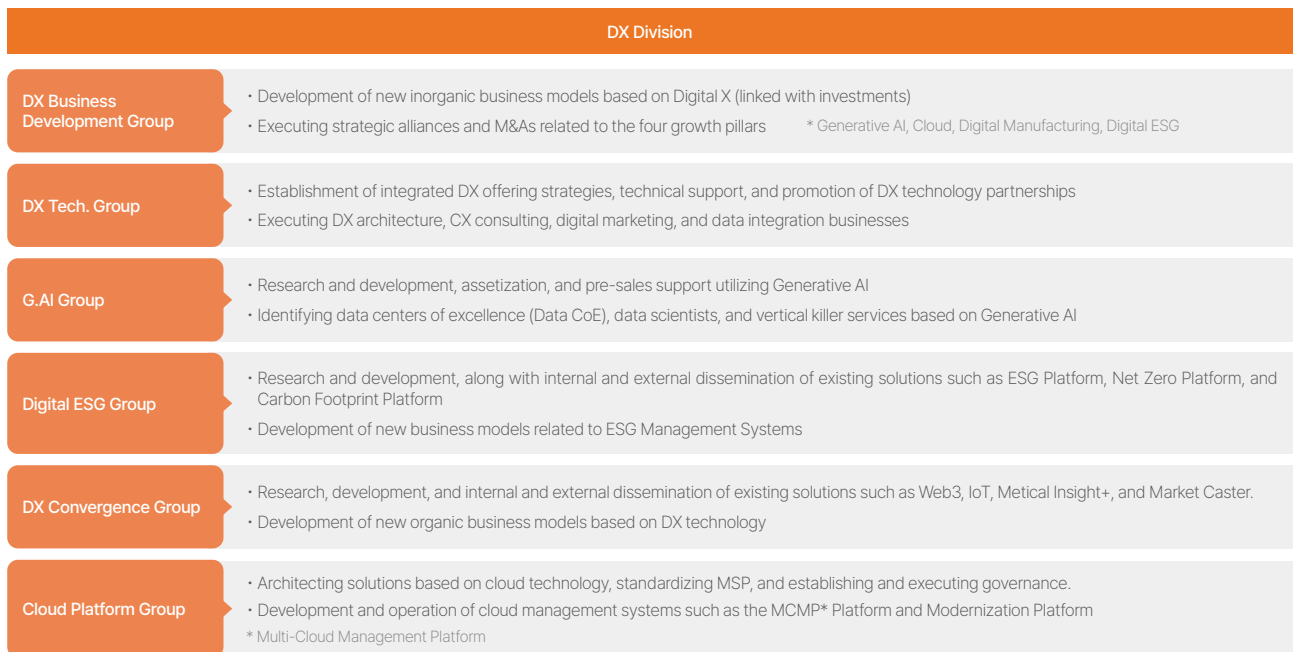 DX Division
DX Business
Development Group
· Development of new inorganic business models based on Digital X (linked with investments)
· Executing strategic alliances and M&As related to the four growth pillars * Generative AI, Cloud, Digital Manufacturing, Digital ESG
DX Tech. Group
· Establishment of integrated DX offering strategies, technical support, and promotion of DX technology partnerships
· Executing DX architecture, CX consulting, digital marketing, and data integration businesses
G.AI Group
· Research and development, assetization, and pre-sales support utilizing Generative AI
· Identifying data centers of excellence (Data CoE), data scientists, and vertical killer services based on Generative AI
Digital ESG Group
· Research and development, along with internal and external dissemination of existing solutions such as ESG Platform, Net Zero Platform, and
Carbon Footprint Platform
· Development of new business models related to ESG Management Systems
DX Convergence Group
· Research, development, and internal and external dissemination of existing solutions such as Web3, IoT, Metical Insight+, and Market Caster.
· Development of new organic business models based on DX technology
Cloud Platform Group
· Architecting solutions based on cloud technology, standardizing MSP, and establishing and executing governance.
· Development and operation of cloud management systems such as the MCMP* Platform and Modernization Platform
* Multi-Cloud Management Platform